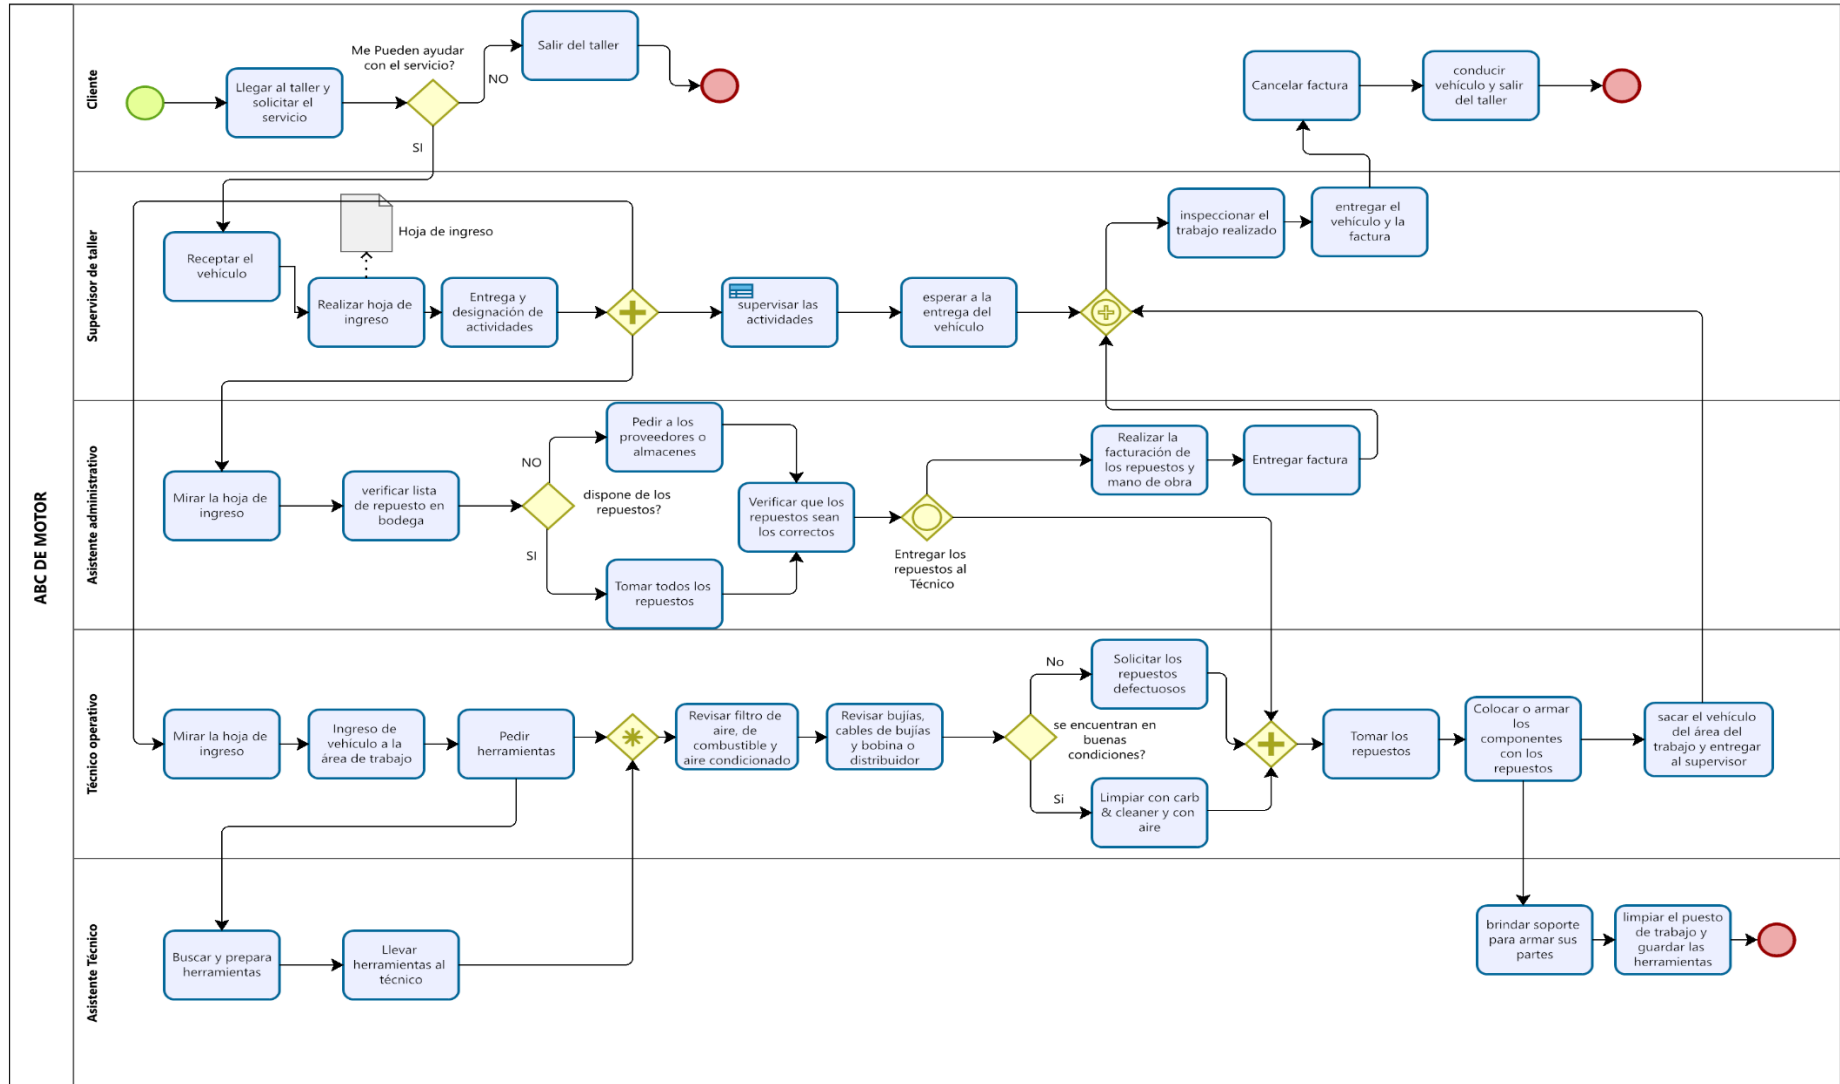 ABC DE MOTOR
Cliente
Llegar al taller y
solicitar el
servicio
Me Pueden ayudar
con el servicio?
NO
SI
Salir del taller
Cancelar factura
conducir
vehículo y salir
del taller
Supervisor de taller
Receptar el
vehículo
Hoja de ingreso
Realizar hoja de
ingreso
Entrega y
designación de
actividades
supervisar las
actividades
esperar a la
entrega del
vehículo
inspeccionar el
trabajo realizado
entregar el
vehículo y la
factura
Asistente administrativo
Mirar la hoja de
ingreso
verificar lista
de repuesto en
bodega
NO
SI
dispone de los
repuestos?
Pedir a los
proveedores o
almacenes
Tomar todos los
repuestos
Verificar que los
repuestos sean
los correctos
Entregar los
repuestos al
Técnico
Realizar la
facturación de
los repuestos y
mano de obra
Entregar factura
Técnico operativo
Mirar la hoja de
ingreso
Ingreso de
vehículo a la
área de trabajo
Pedir
herramientas
Revisar filtro de
aire, de
combustible y
aire condicionado
Revisar bujías,
cables de bujías
y bobina o
distribuidor
No
Si
se encuentran en
buenas
condiciones?
Solicitar los
repuestos
defectuosos
Limpiar con carb
& cleaner y con
aire
Tomar los
repuestos
Colocar o armar
los
componentes
con los
repuestos
sacar el vehículo
del área del
trabajo y entregar
al supervisor
Asistente Técnico
Buscar y prepara
herramientas
Llevar
herramientas al
técnico
brindar soporte
para armar sus
partes
limpiar el puesto
de trabajo y
guardar las
herramientas